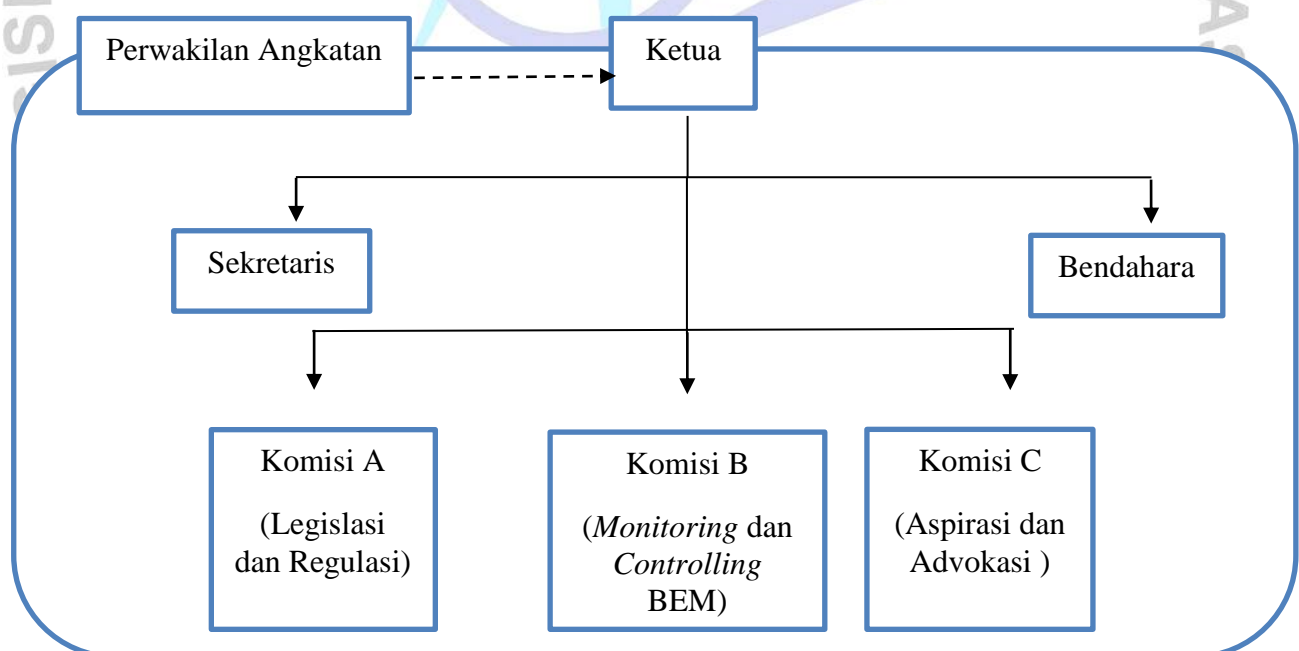 Perwakilan Angkatan
Ketua
Sekretaris
Bendahara
Komisi A
(Legislasi
dan Regulasi)
Komisi B
(Monitoring dan
Controlling
BEM)
Komisi C
(Aspirasi dan
Advokasi )